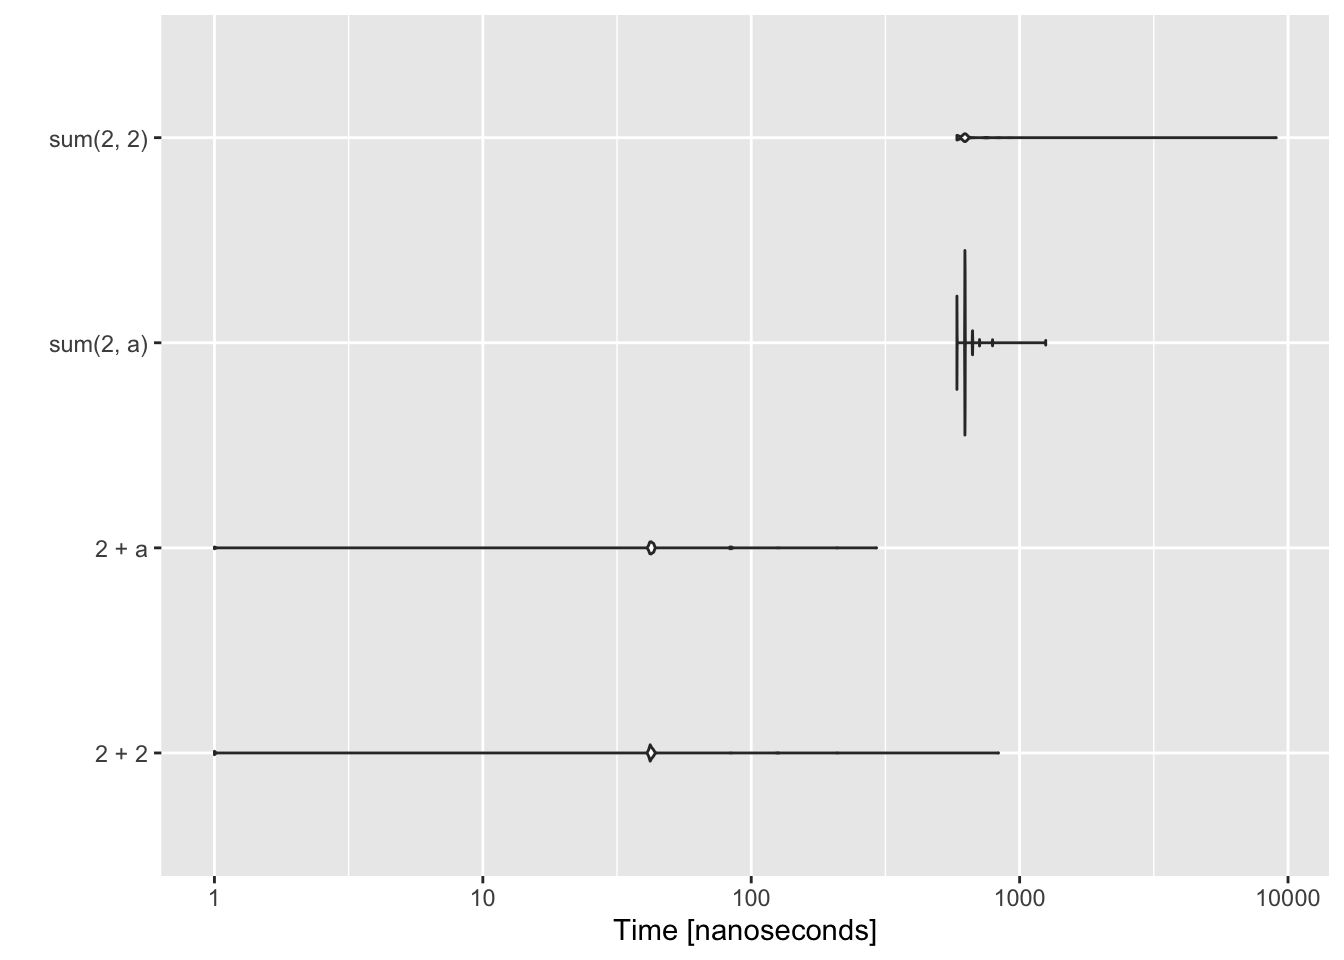 sum(2, 2)
sum(2, a)
2 + a
2 + 2
1 10 100 1000 10000
Time [nanoseconds]